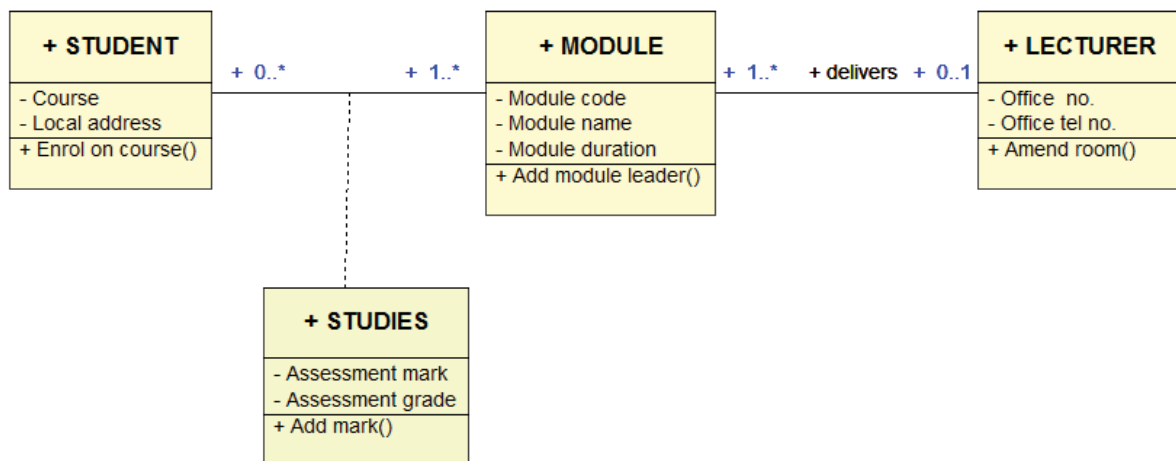 + STUDENT
- Course
- Local address
+ Enrol on course()
+ 0..*
+ 1..*
+ MODULE
- Module code
- Module name
- Module duration
+ Add module leader()
+ 1..*
+ delivers
+ 0..1
+ LECTURER
- Office no.
- Office tel no.
+ Amend room()
+ STUDIES
- Assessment mark
- Assessment grade
+ Add mark()